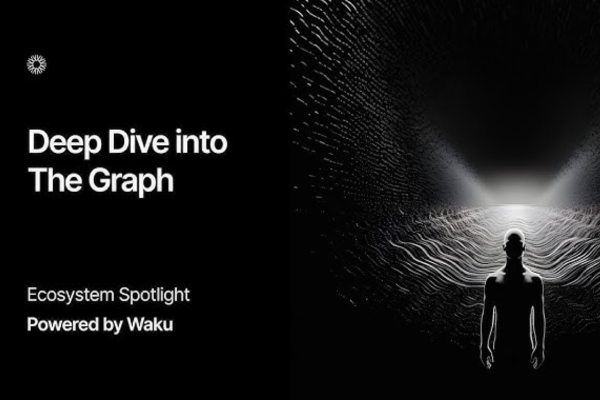 Deep Dive into
The Graph
Ecosystem Spotlight
Powered by Waku